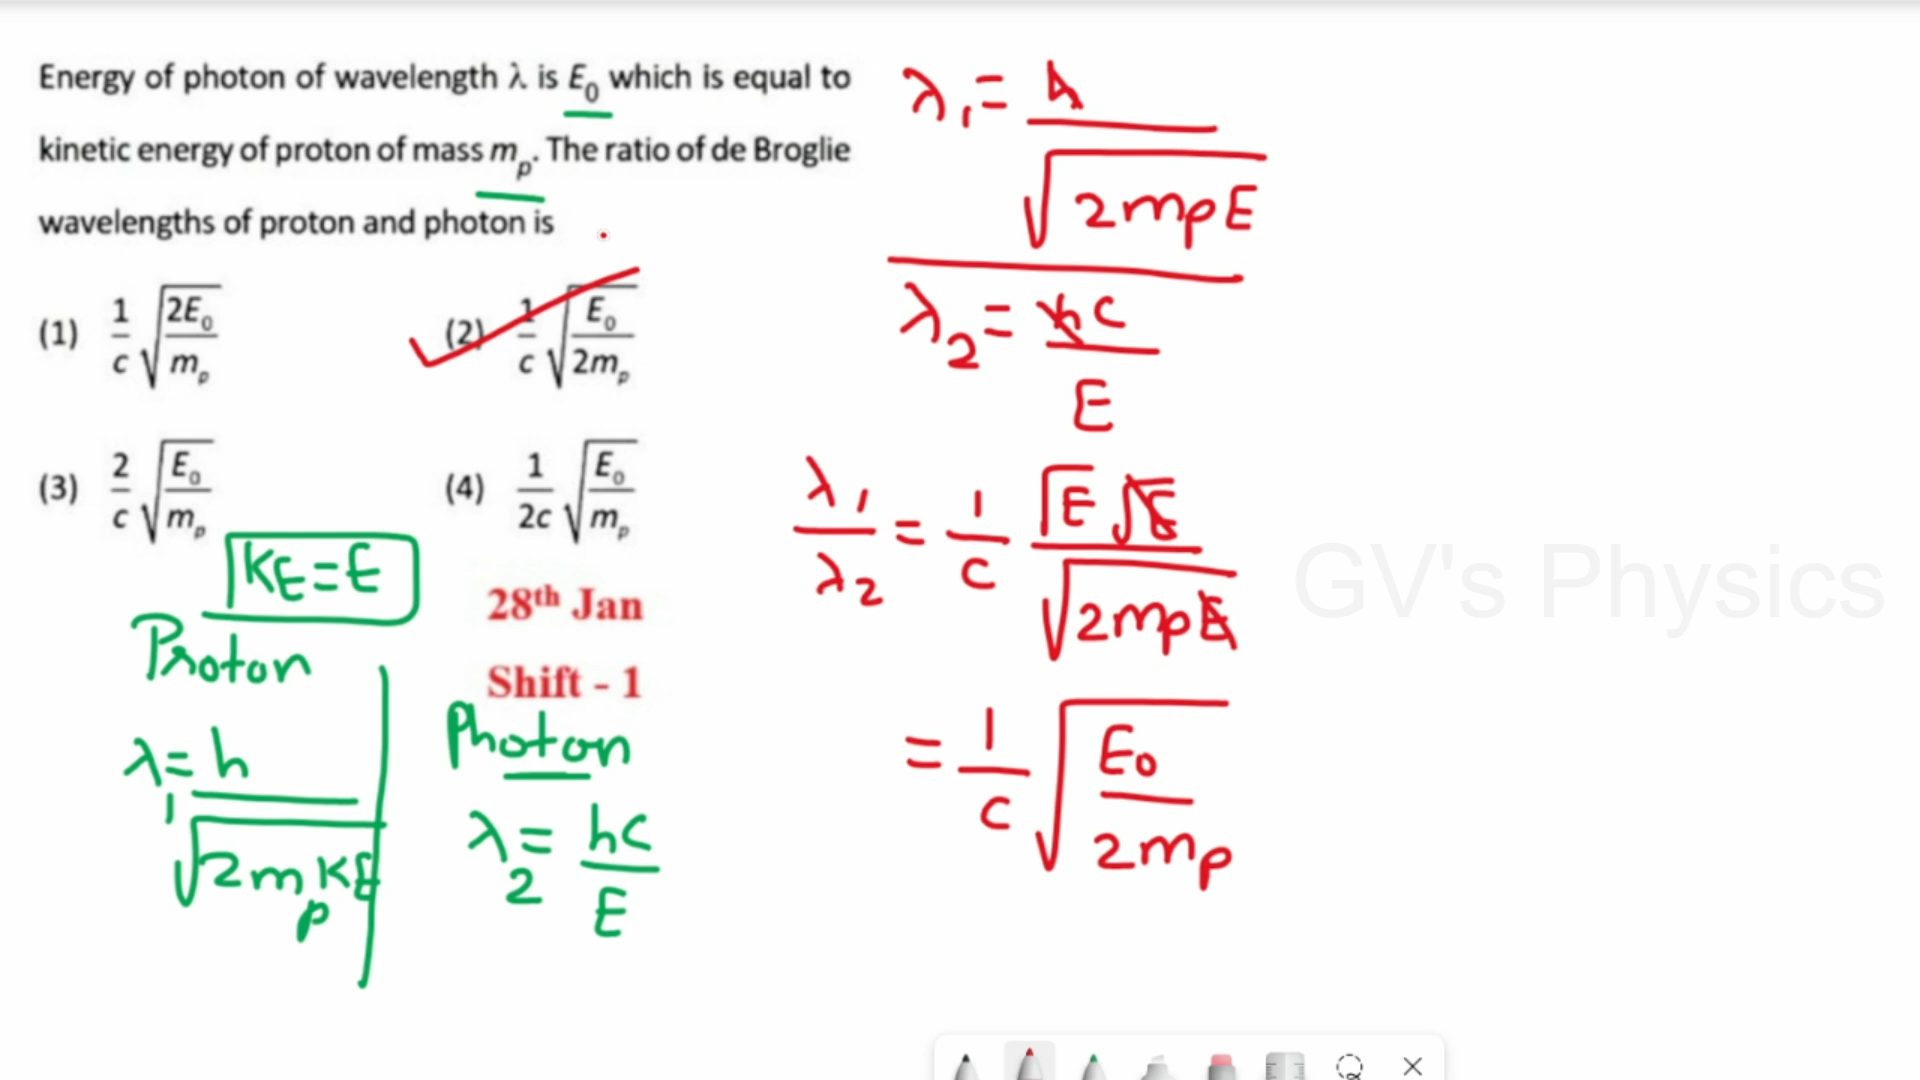 Energy of photon of wavelength λ is E₀ which is equal to
kinetic energy of proton of mass mₚ. The ratio of de Broglie
wavelengths of proton and photon is
(1) 1/c √(2E₀/mₚ)
(2) 1/c √(E₀/2mₚ)
(3) 2/c √(E₀/mₚ)
(4) 1/2c √(E₀/mₚ)
28th Jan
Shift - 1
KE = E
Proton
λ₁ = h/√(2mₚKE)
Photon
λ₂ = hc/E
λ₁ = h/√(2mpE)
λ₂ = hc/E
λ₁/λ₂ = 1/c √E √E/√(2mpE)
= 1/c √(E₀/2mp)
GV's Physics